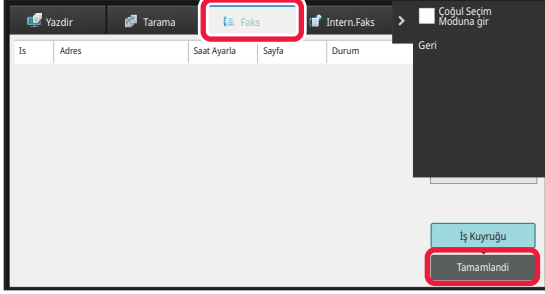 Yazdir
Tarama
Faks
Intern.Faks
Çoğul Seçim
Moduna gir
Geri
Is
Adres
Saat Ayarla
Sayfa
Durum
İş Kuyruğu
Tamamlandi